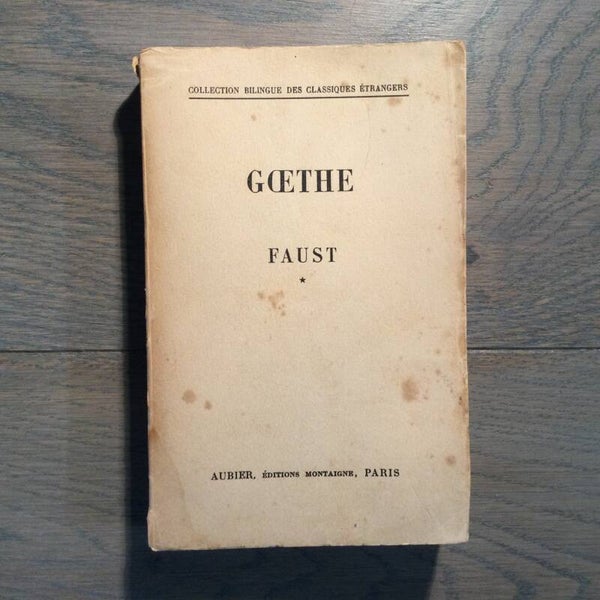 COLLECTION BILINGUE DES CLASSIQUES ÉTRANGERS
GŒTHE
FAUST
*
AUBIER, ÉDITIONS MONTAIGNE, PARIS